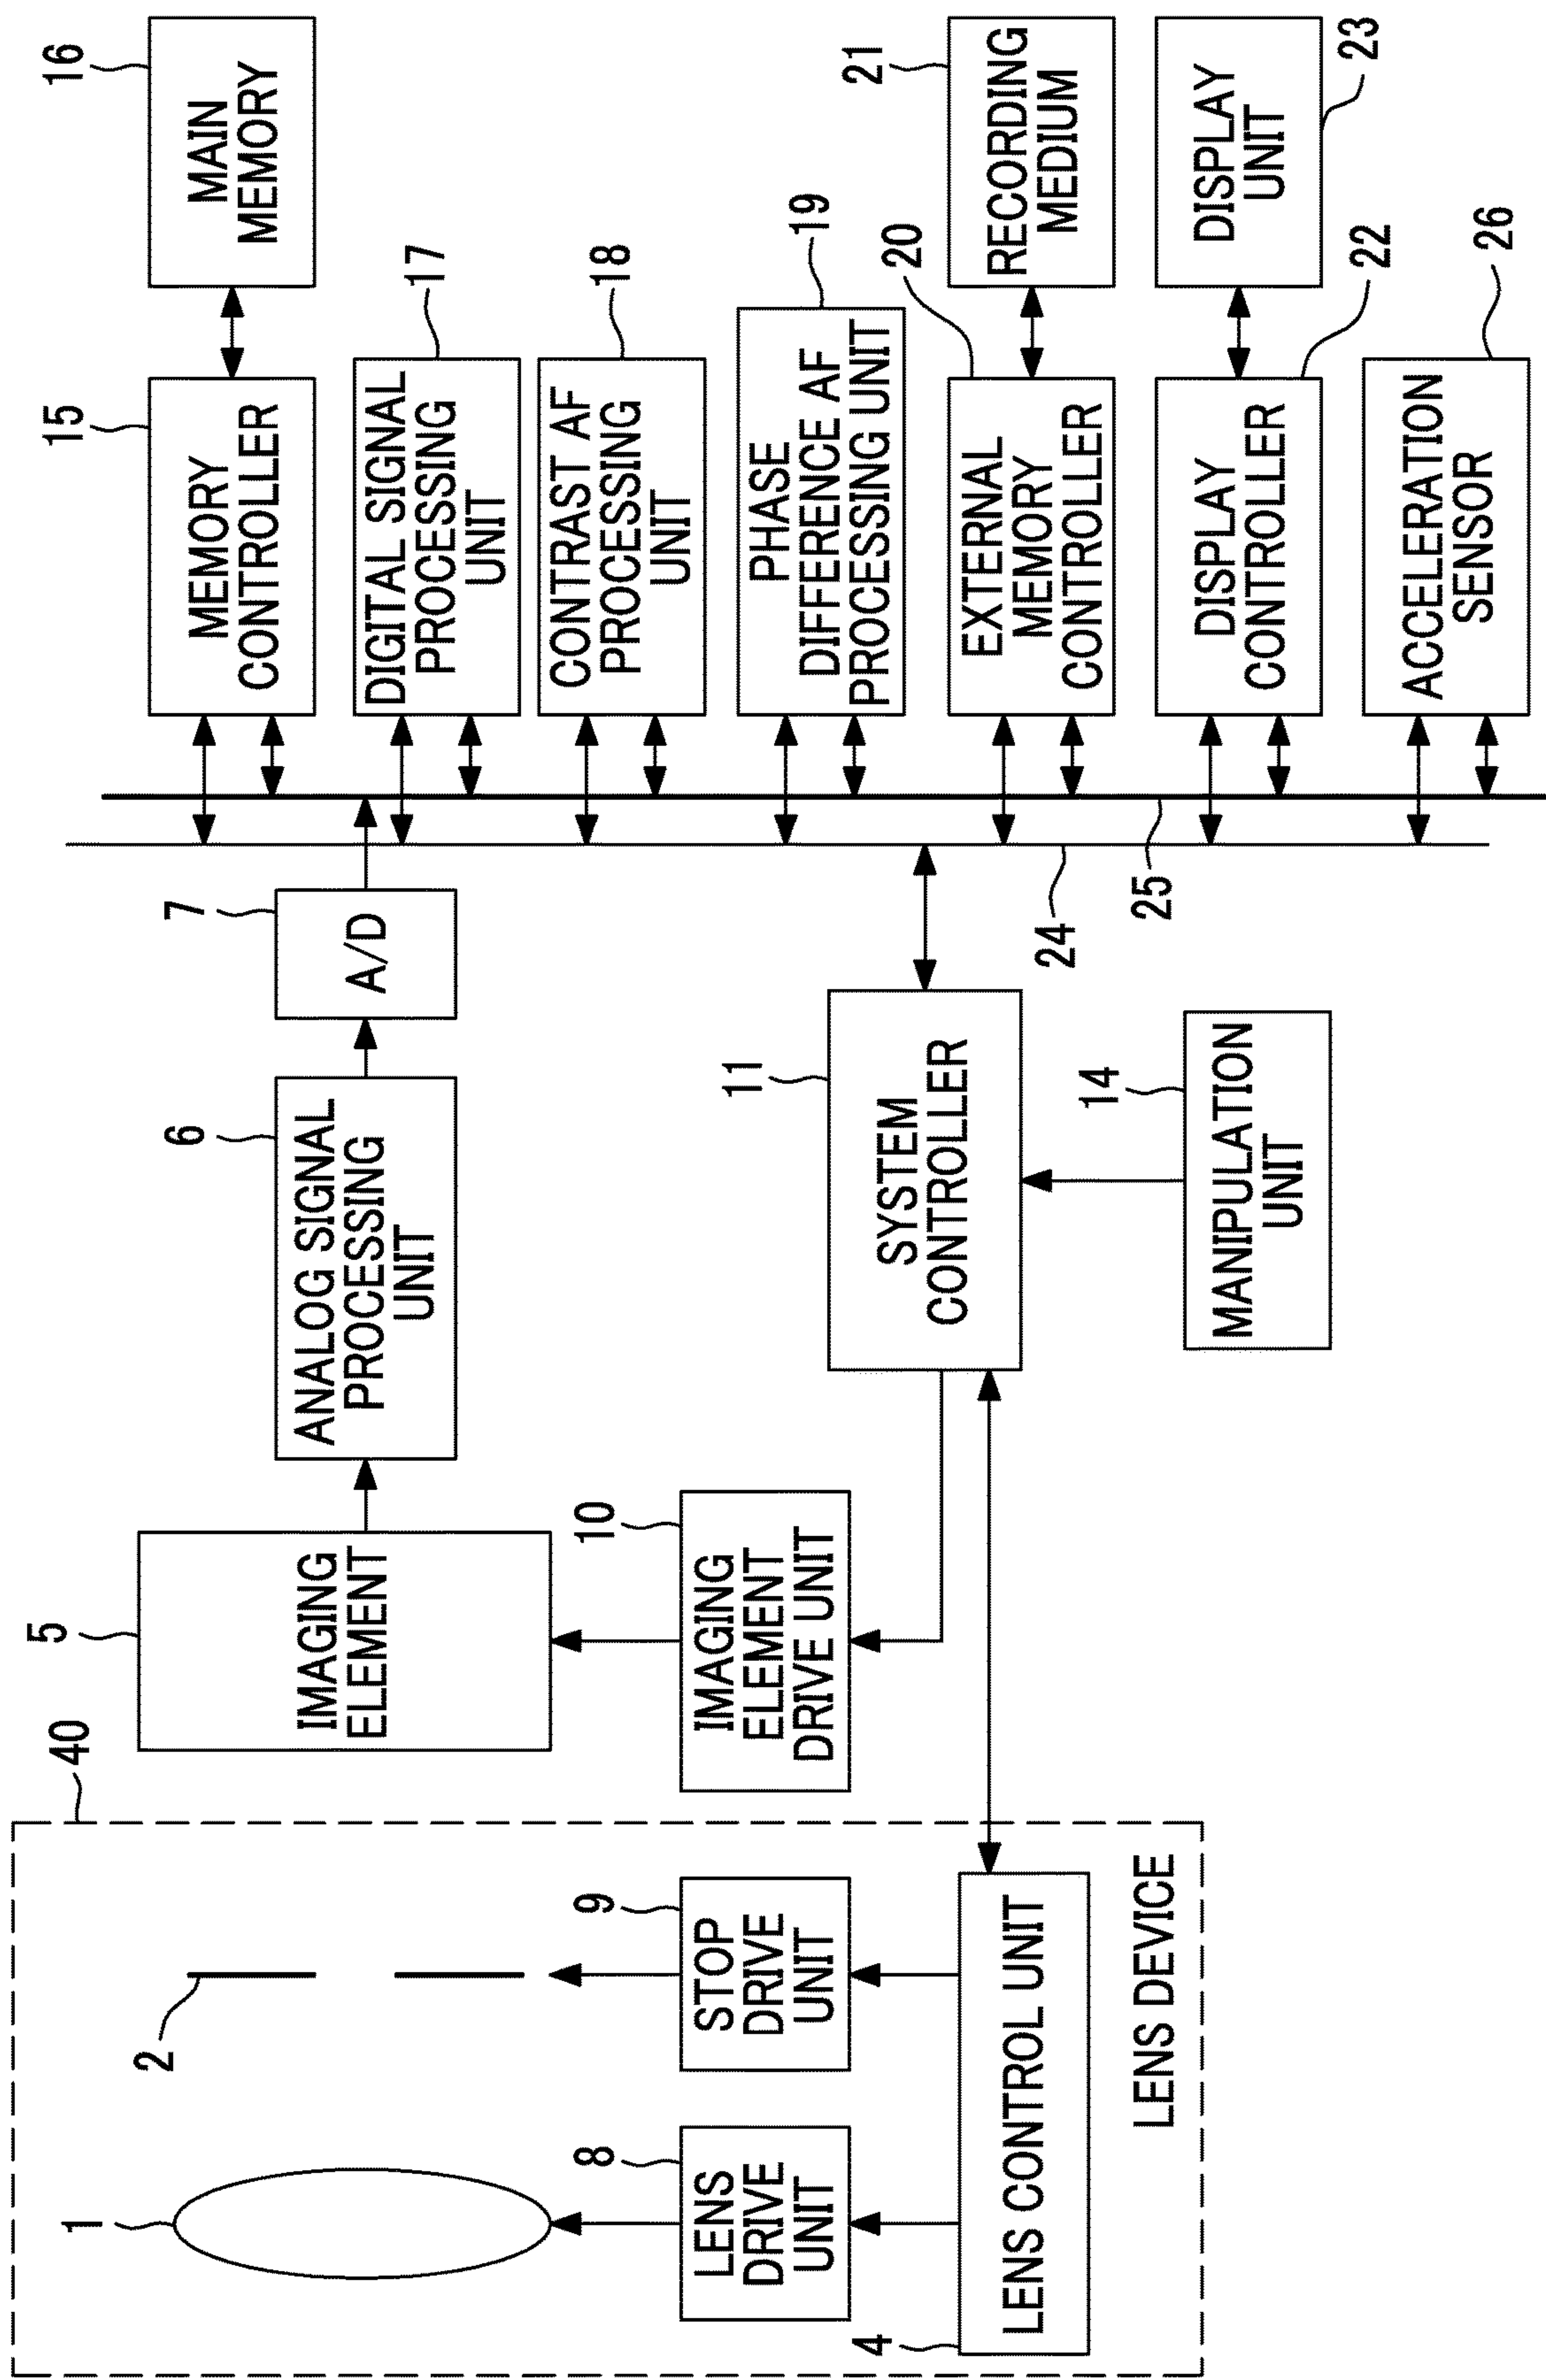 40
LENS DEVICE
1
2
8
LENS
DRIVE
UNIT
9
STOP
DRIVE
UNIT
4
LENS CONTROL UNIT
5
IMAGING
ELEMENT
10
IMAGING
ELEMENT
DRIVE UNIT
6
ANALOG SIGNAL
PROCESSING
UNIT
7
A/D
11
SYSTEM
CONTROLLER
14
MANIPULATION
UNIT
24
25
15
MEMORY
CONTROLLER
16
MAIN
MEMORY
17
DIGITAL SIGNAL
PROCESSING
UNIT
18
CONTRAST AF
PROCESSING
UNIT
19
PHASE
DIFFERENCE AF
PROCESSING UNIT
20
EXTERNAL
MEMORY
CONTROLLER
21
RECORDING
MEDIUM
22
DISPLAY
CONTROLLER
23
DISPLAY
UNIT
26
ACCELERATION
SENSOR